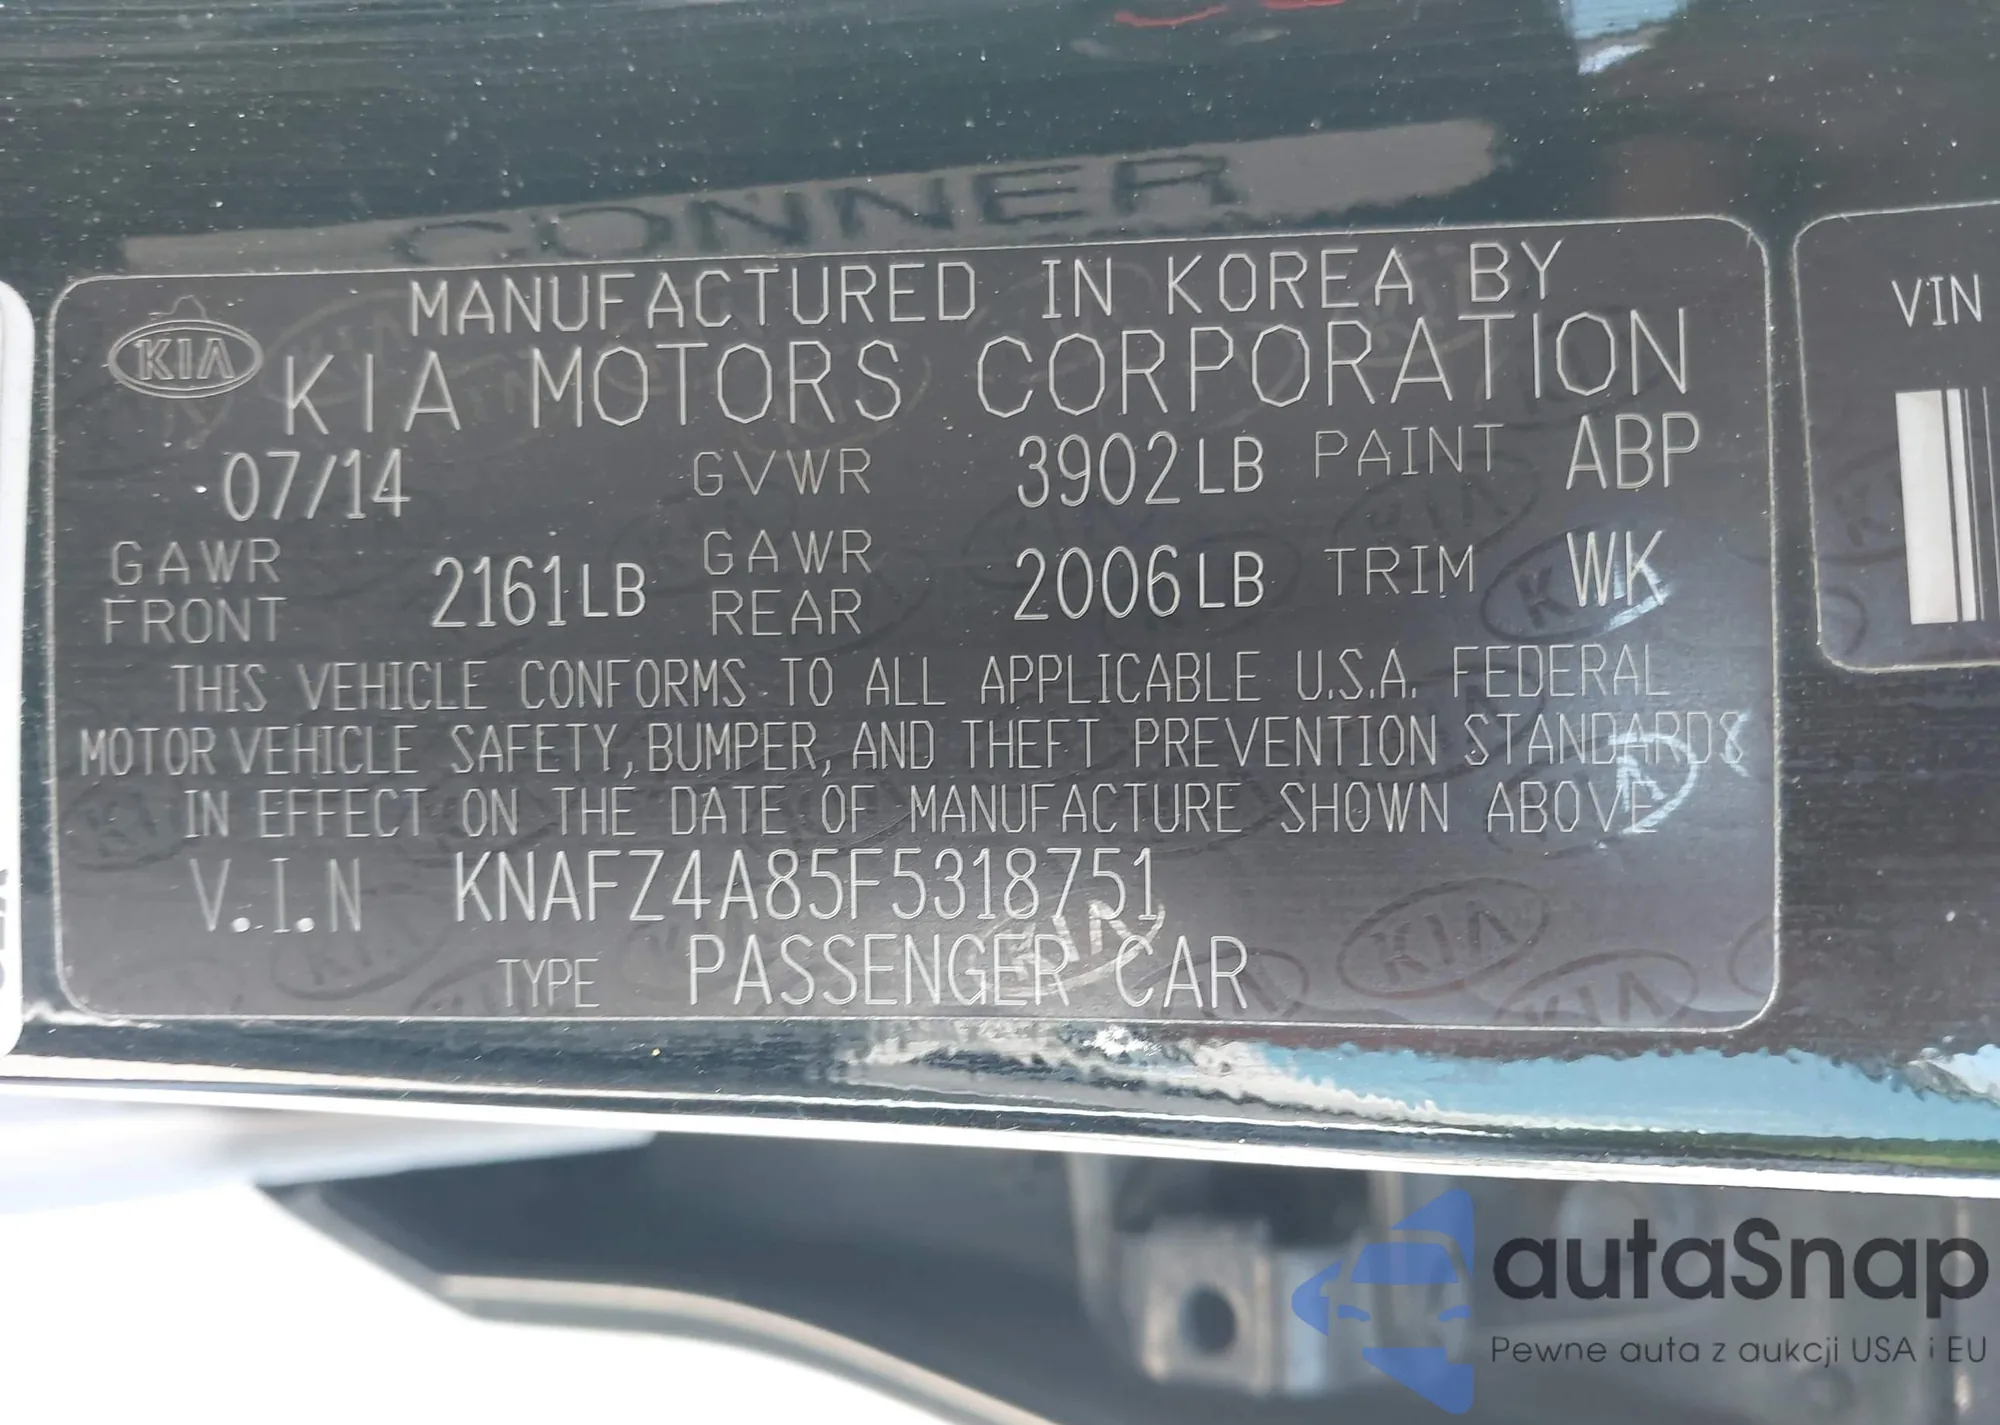 CONNER
MANUFACTURED IN KOREA BY
KIA
KIA MOTORS CORPORATION
07/14 GVWR 3902LB PAINT ABP
GAWR FRONT 2161LB GAWR REAR 2006LB TRIM WK
THIS VEHICLE CONFORMS TO ALL APPLICABLE U.S.A. FEDERAL
MOTOR VEHICLE SAFETY, BUMPER, AND THEFT PREVENTION STANDARDS
IN EFFECT ON THE DATE OF MANUFACTURE SHOWN ABOVE
V.I.N KNAFZ4A85F5318751
TYPE PASSENGER CAR
VIN
autaSnap
Pewne auta z aukcji USA i EU